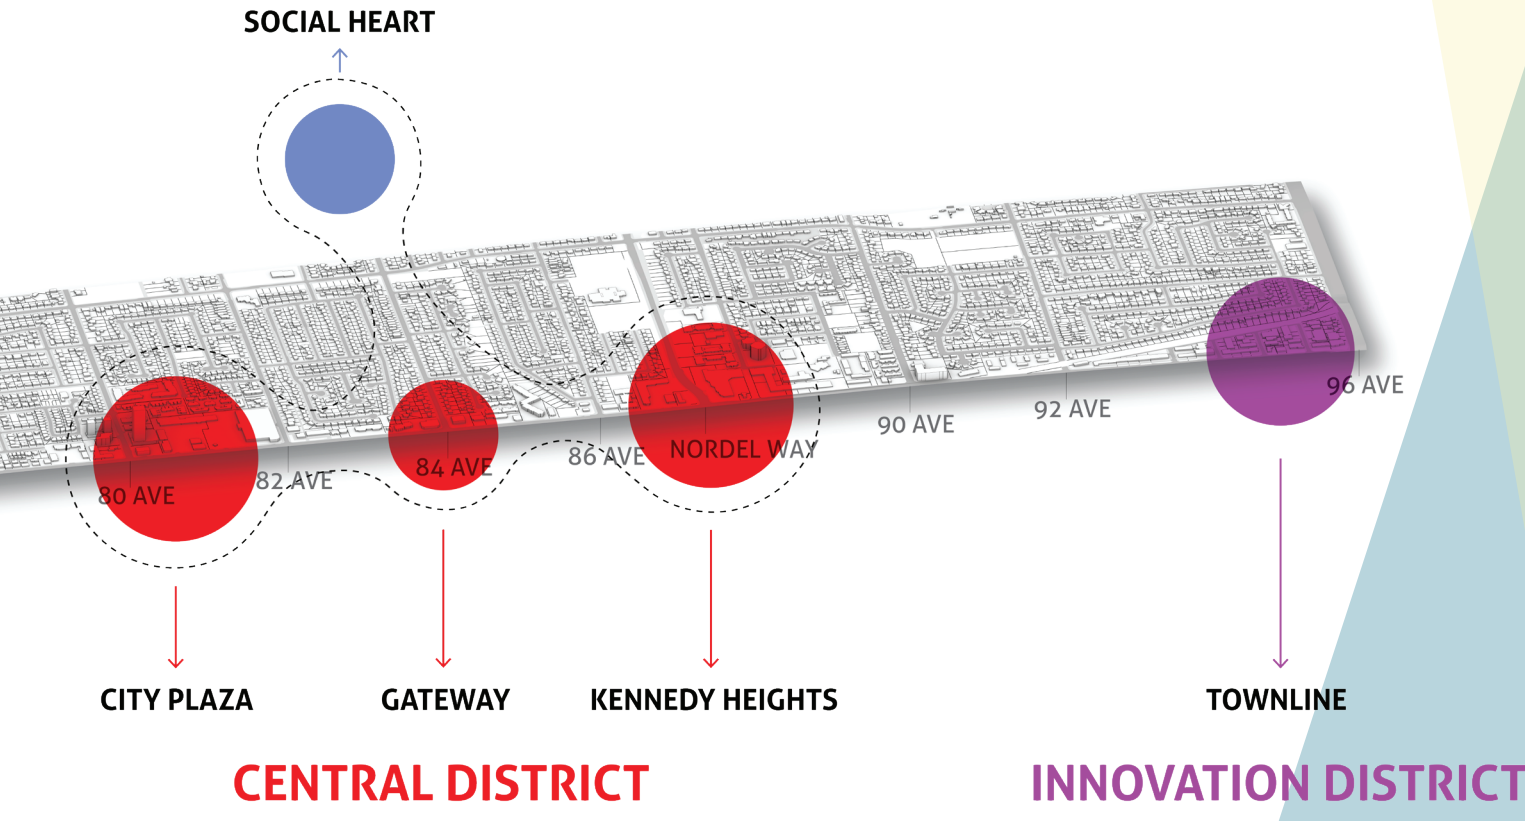 SOCIAL HEART
96 AVE
92 AVE
90 AVE
NORDEL WAY
86 AVE
84 AVE
82 AVE
80 AVE
CITY PLAZA
GATEWAY
KENNEDY HEIGHTS
TOWNLINE
CENTRAL DISTRICT
INNOVATION DISTRICT